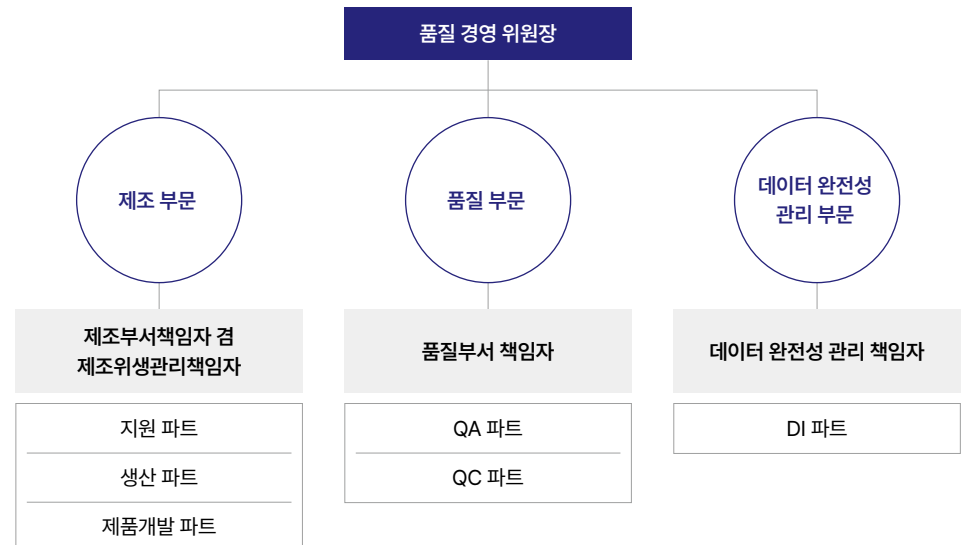 품질 경영 위원장
제조 부문
품질 부문
데이터 완전성
관리 부문
제조부서책임자 겸
제조위생관리책임자
품질부서 책임자
데이터 완전성 관리 책임자
지원 파트
생산 파트
제품개발 파트
QA 파트
QC 파트
DI 파트